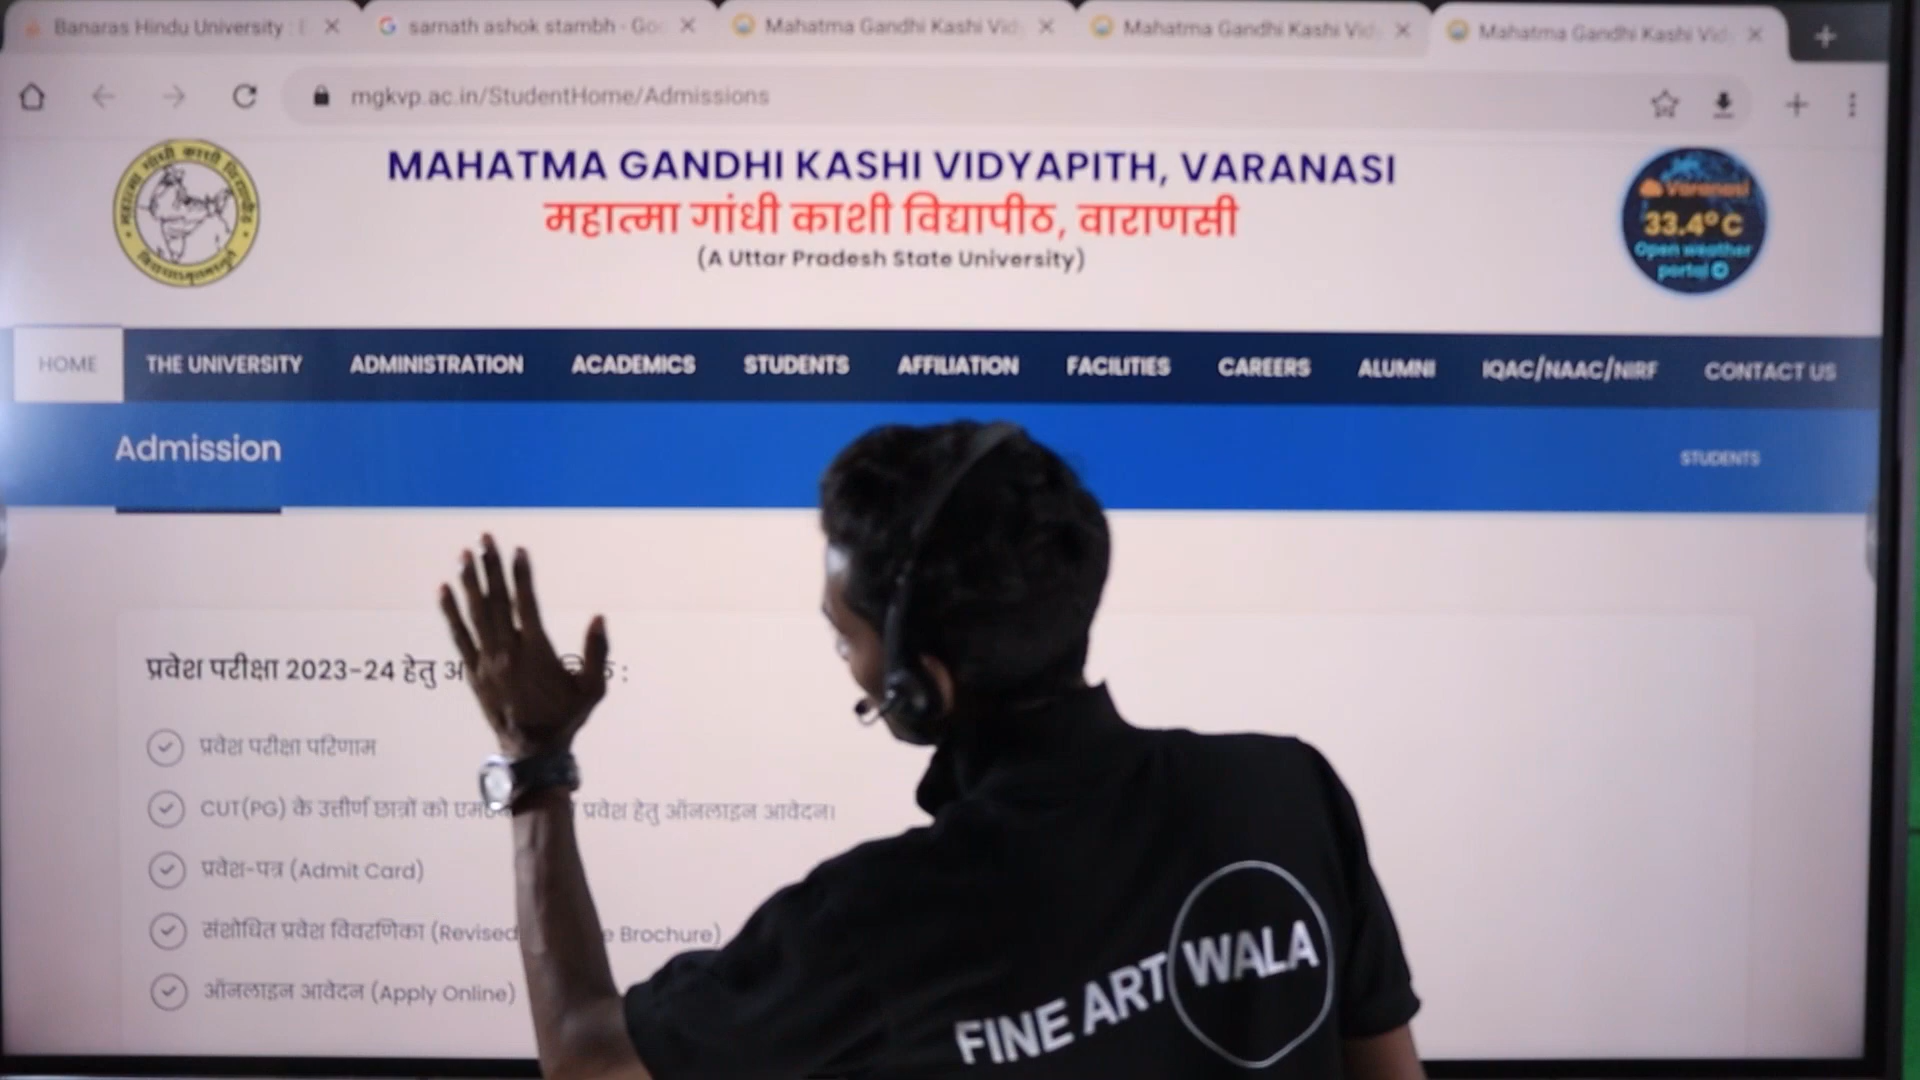 Banaras Hindu University :
sarnath ashok stambh - Goo
Mahatma Gandhi Kashi Vid
Mahatma Gandhi Kashi Vid
Mahatma Gandhi Kashi Vid
mgkvp.ac.in/StudentHome/Admissions
MAHATMA GANDHI KASHI VIDYAPITH, VARANASI
महात्मा गांधी काशी विद्यापीठ, वाराणसी
(A Uttar Pradesh State University)
Varanasi
33.4°C
Open weather
portal
HOME THE UNIVERSITY ADMINISTRATION ACADEMICS STUDENTS AFFILIATION FACILITIES CAREERS ALUMNI IQAC/NAAC/NIRF CONTACT US
Admission
STUDENTS
प्रवेश परीक्षा 2023-24 हेतु
प्रवेश परीक्षा परिणाम
CUT(PG) के उत्तीर्ण छात्रों को प्रवेश हेतु ऑनलाइन आवेदन।
प्रवेश-पत्र (Admit Card)
संशोधित प्रवेश विवरणिका (Revised Brochure)
ऑनलाइन आवेदन (Apply Online)
FINE ART WALA